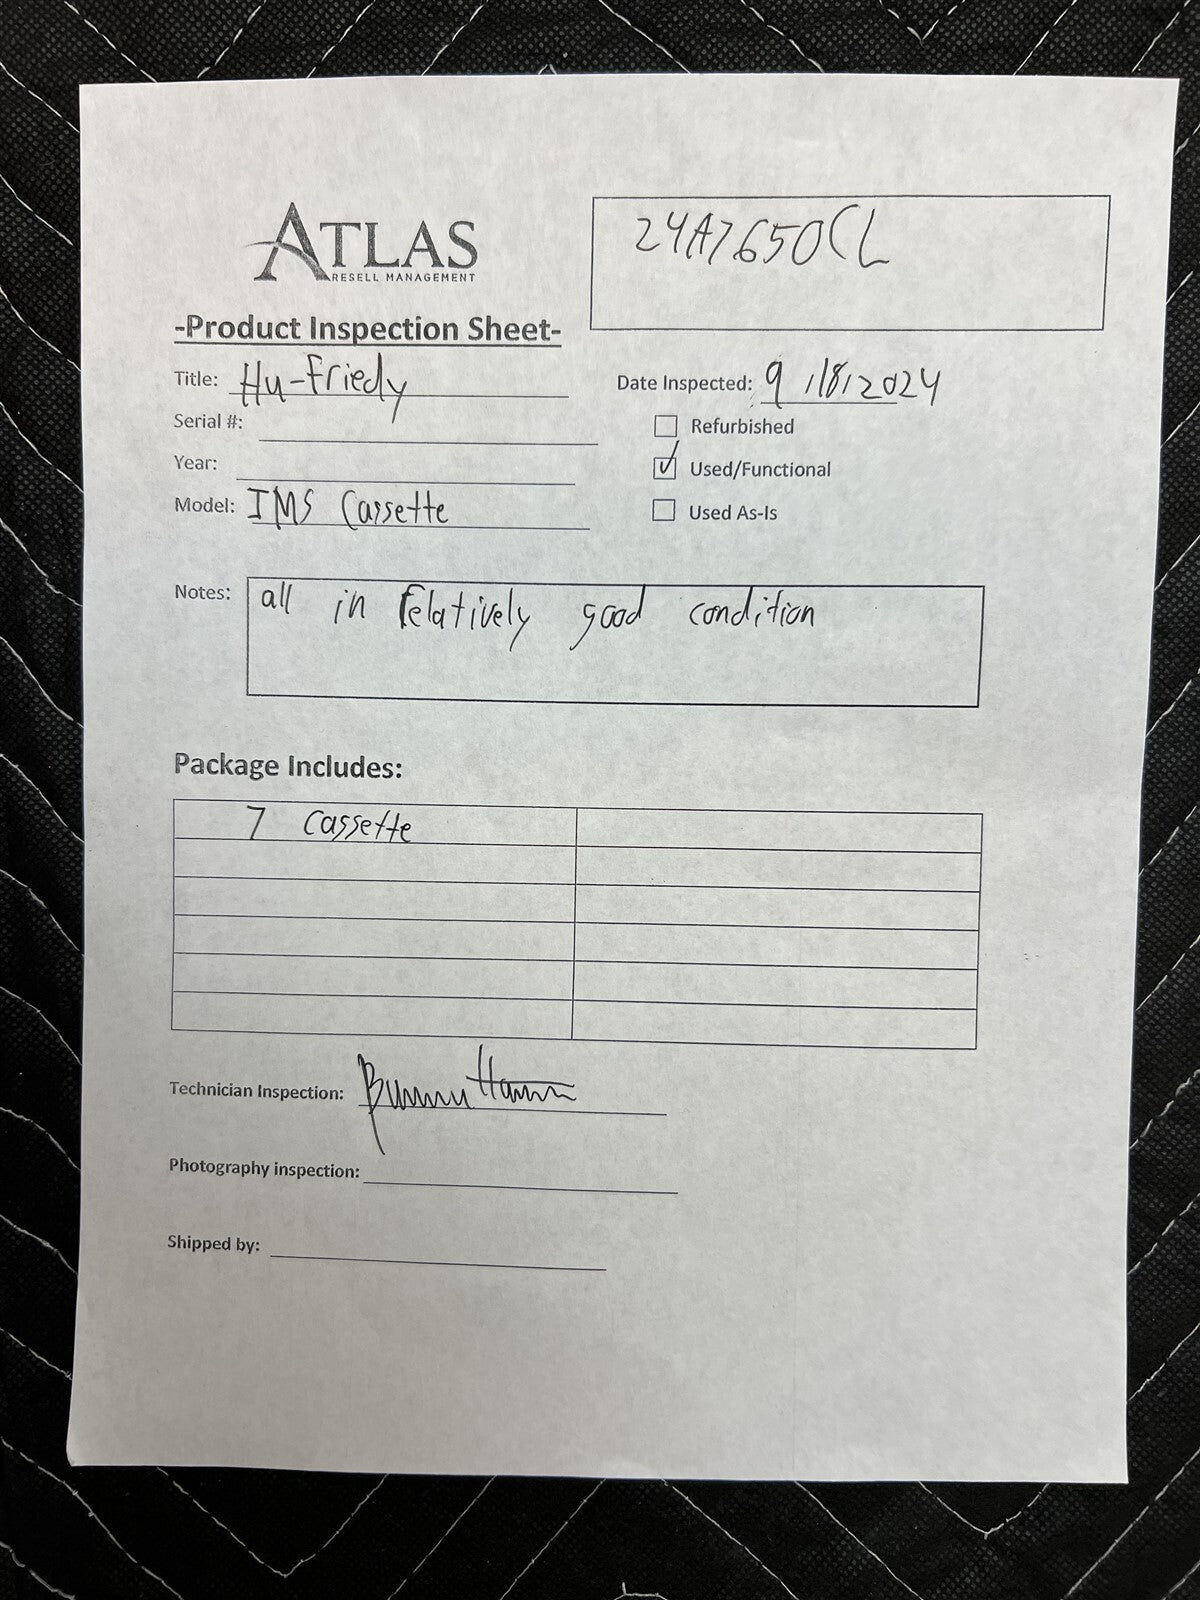 ATLAS
RESELL MANAGEMENT
24A7650CL
-Product Inspection Sheet-
Title: Hu-Friedy
Date Inspected: 9/18/2024
Serial #:
Refurbished
Year:
Used/Functional
Model: IMS Cassette
Used As-Is
Notes: all in relatively good condition
Package Includes:
7 Cassette
Technician Inspection:
Photography inspection:
Shipped by: